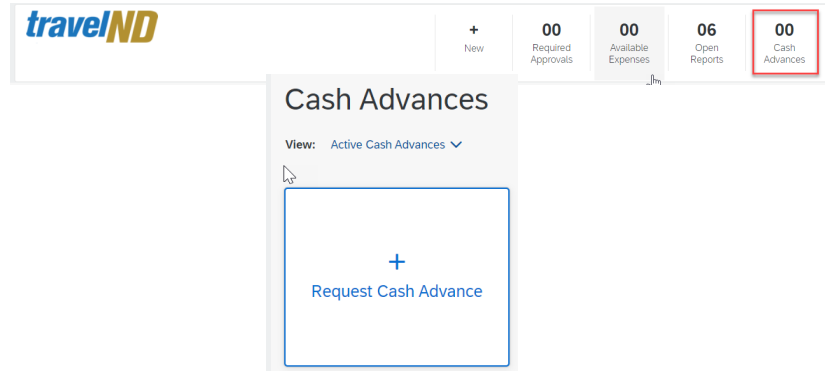 travelND
+
New
00
Required
Approvals
00
Available
Expenses
06
Open
Reports
00
Cash
Advances
Cash Advances
View: Active Cash Advances
+
Request Cash Advance